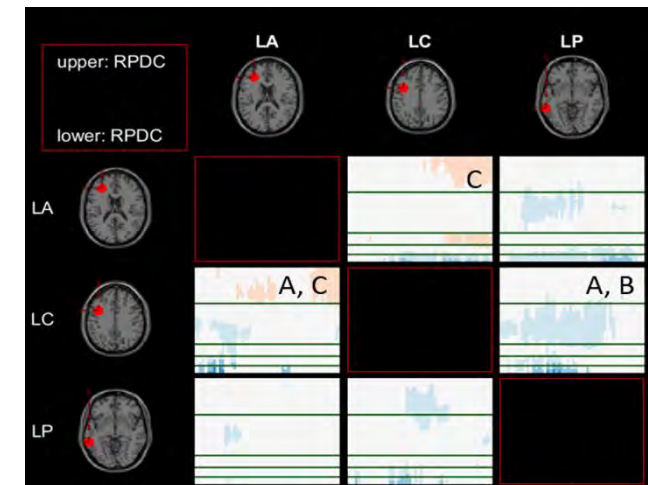 LA LC LP
upper: RPDC
lower: RPDC
LA
C
LC
A, C
A, B
LP